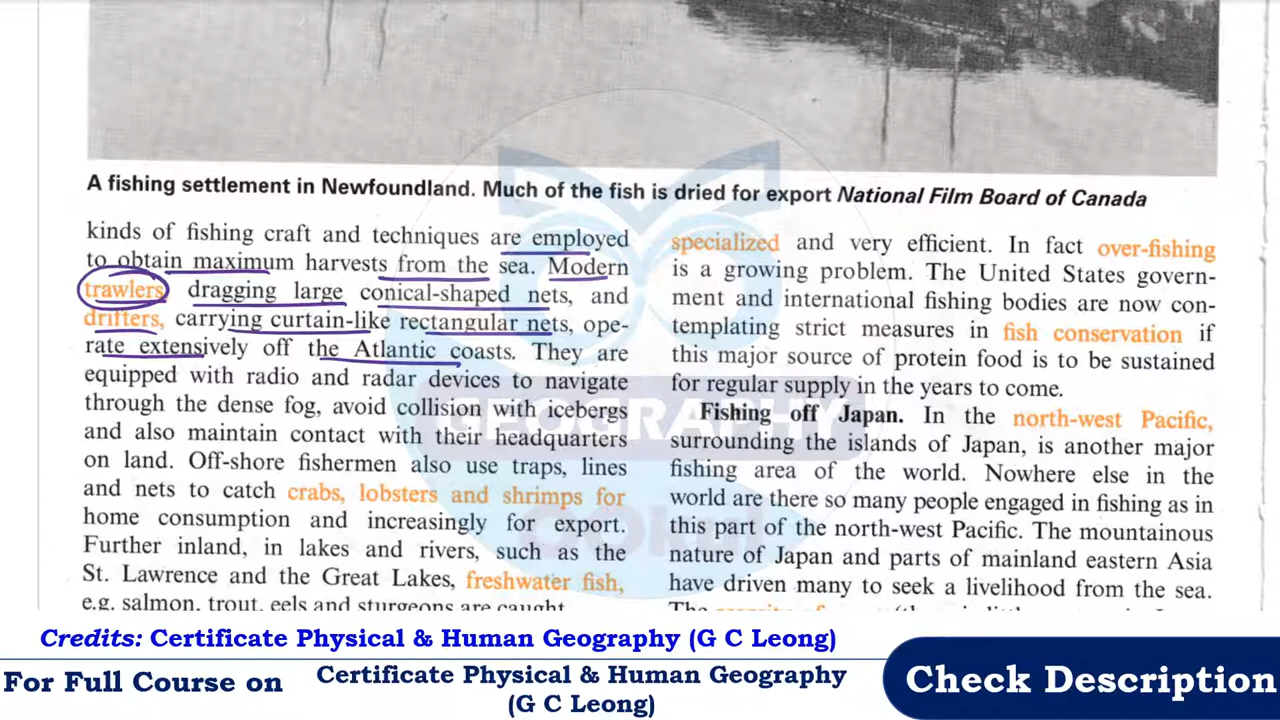 A fishing settlement in Newfoundland. Much of the fish is dried for export National Film Board of Canada
kinds of fishing craft and techniques are employed
to obtain maximum harvests from the sea. Modern
trawlers dragging large conical-shaped nets, and
drifters, carrying curtain-like rectangular nets, ope-
rate extensively off the Atlantic coasts. They are
equipped with radio and radar devices to navigate
through the dense fog, avoid collision with icebergs
and also maintain contact with their headquarters
on land. Off-shore fishermen also use traps, lines
and nets to catch crabs, lobsters and shrimps for
home consumption and increasingly for export.
Further inland, in lakes and rivers, such as the
St. Lawrence and the Great Lakes, freshwater fish,
e.g. salmon, trout, eels and sturgeons are caught
specialized and very efficient. In fact over-fishing
is a growing problem. The United States govern-
ment and international fishing bodies are now con-
templating strict measures in fish conservation if
this major source of protein food is to be sustained
for regular supply in the years to come.
Fishing off Japan. In the north-west Pacific,
surrounding the islands of Japan, is another major
fishing area of the world. Nowhere else in the
world are there so many people engaged in fishing as in
this part of the north-west Pacific. The mountainous
nature of Japan and parts of mainland eastern Asia
have driven many to seek a livelihood from the sea.
The
GEOGRAPHY
Credits: Certificate Physical & Human Geography (G C Leong)
For Full Course on
Certificate Physical & Human Geography
(G C Leong)
Check Description